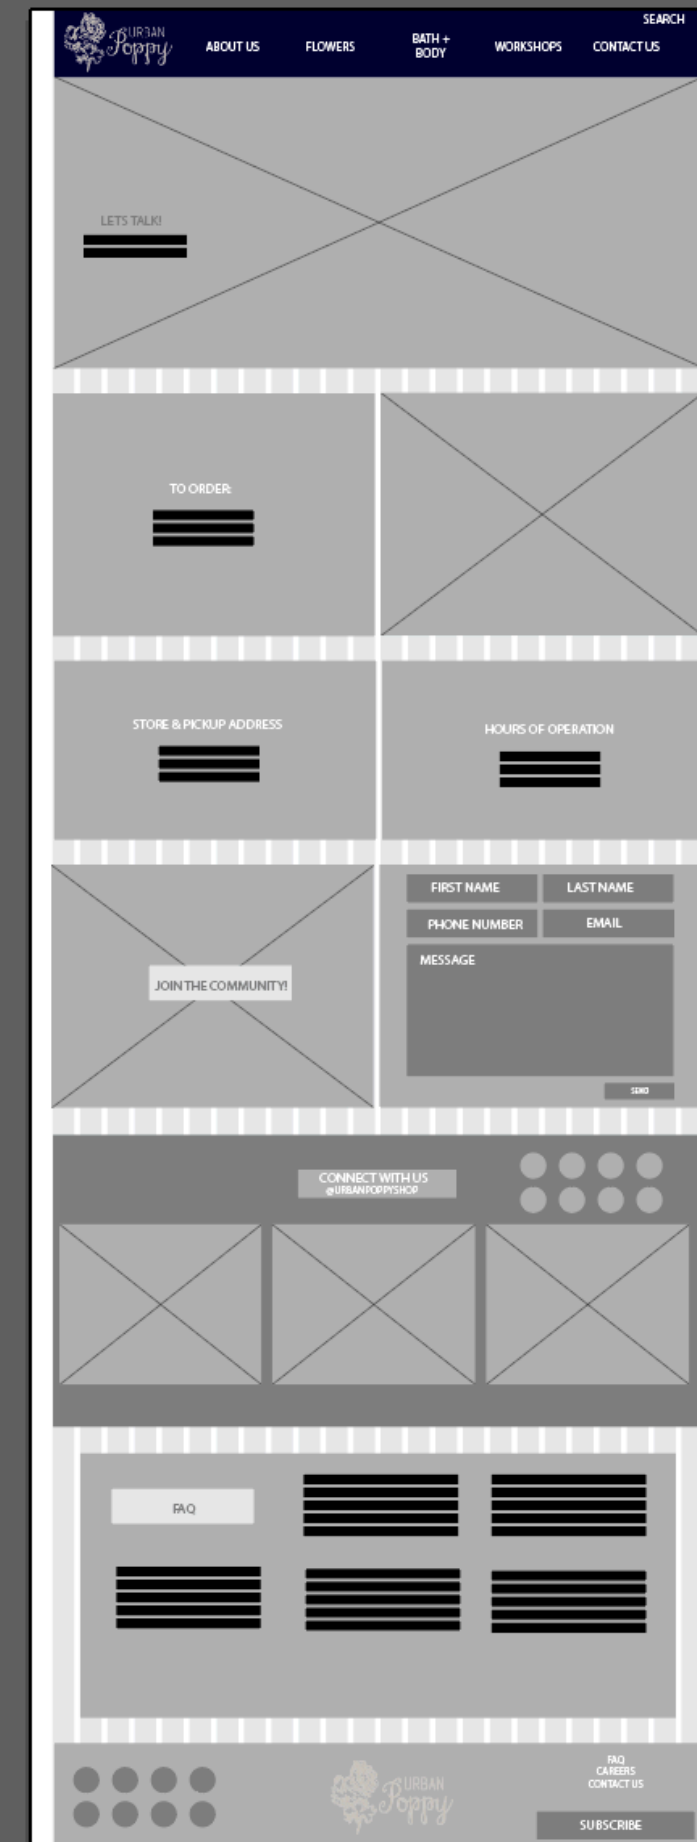 SEARCH
URBAN
Poppy
ABOUT US
FLOWERS
BATH +
BODY
WORKSHOPS
CONTACT US
LETS TALK!
TO ORDER:
STORE & PICKUP ADDRESS
HOURS OF OPERATION
JOIN THE COMMUNITY!
FIRST NAME
LAST NAME
PHONE NUMBER
EMAIL
MESSAGE
SEND
CONNECT WITH US
@URBANPOPPYSHOP
FAQ
URBAN
Poppy
FAQ
CAREERS
CONTACT US
SUBSCRIBE